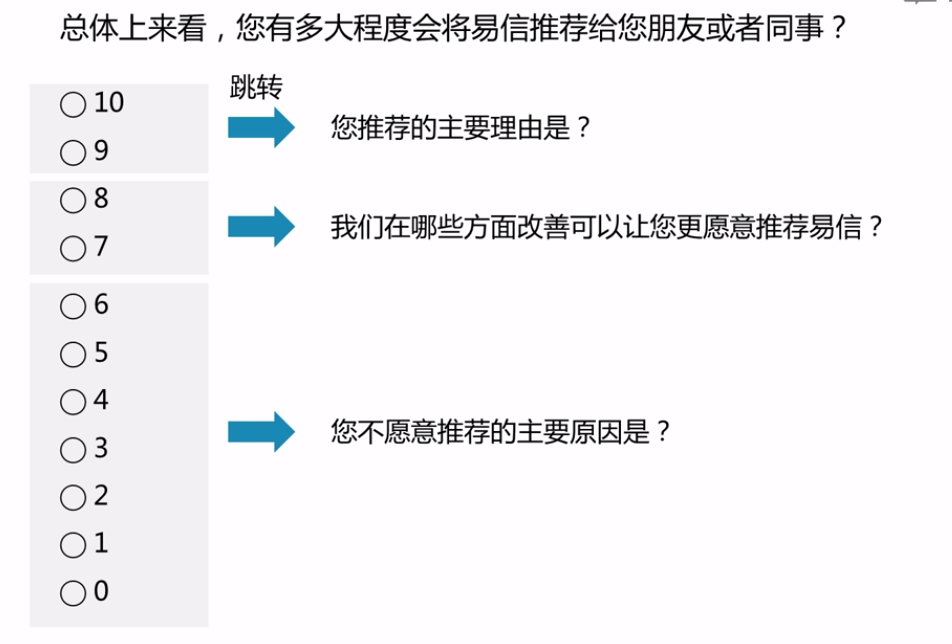 总体上来看，您有多大程度会将易信推荐给您朋友或者同事？
跳转
10
9
您推荐的主要理由是？
8
7
我们在哪些方面改善可以让您更愿意推荐易信？
6
5
4
3
2
1
0
您不愿意推荐的主要原因是？